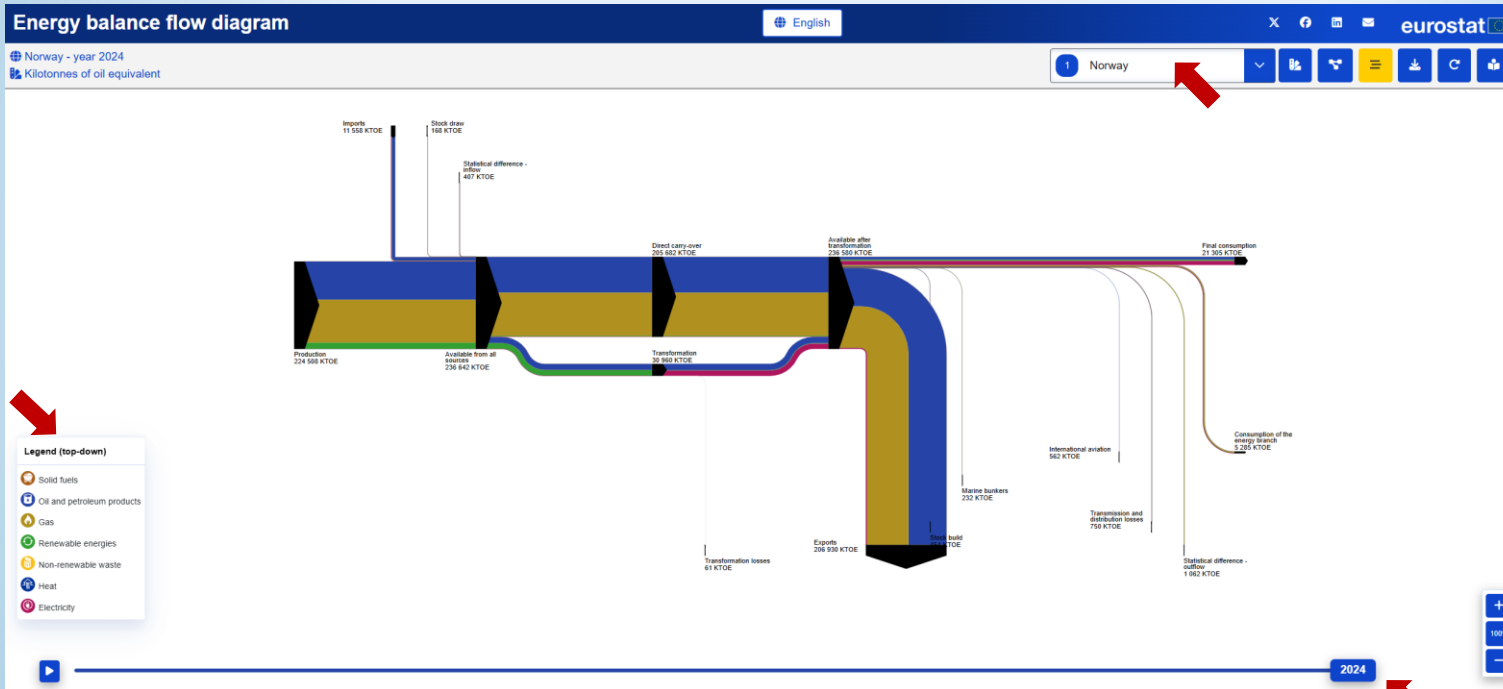 Energy balance flow diagram
English
eurostat
Norway - year 2024
Kilotonnes of oil equivalent
1 Norway
Imports
11 550 KTOE
Stock draw
168 KTOE
Statistical difference -
inflow
407 KTOE
Direct carry-over
205 682 KTOE
Available after
transformation
236 580 KTOE
Final consumption
21 305 KTOE
Production
224 508 KTOE
Available from all
sources
236 642 KTOE
Transformation
30 960 KTOE
Legend (top-down)
Solid fuels
Oil and petroleum products
Gas
Renewable energies
Non-renewable waste
Heat
Electricity
Consumption of the
energy branch
5 285 KTOE
International aviation
562 KTOE
Marine bunkers
232 KTOE
Transmission and
distribution losses
750 KTOE
Stock build
KTOE
Exports
206 930 KTOE
Transformation losses
61 KTOE
Statistical difference -
outflow
1 062 KTOE
2024